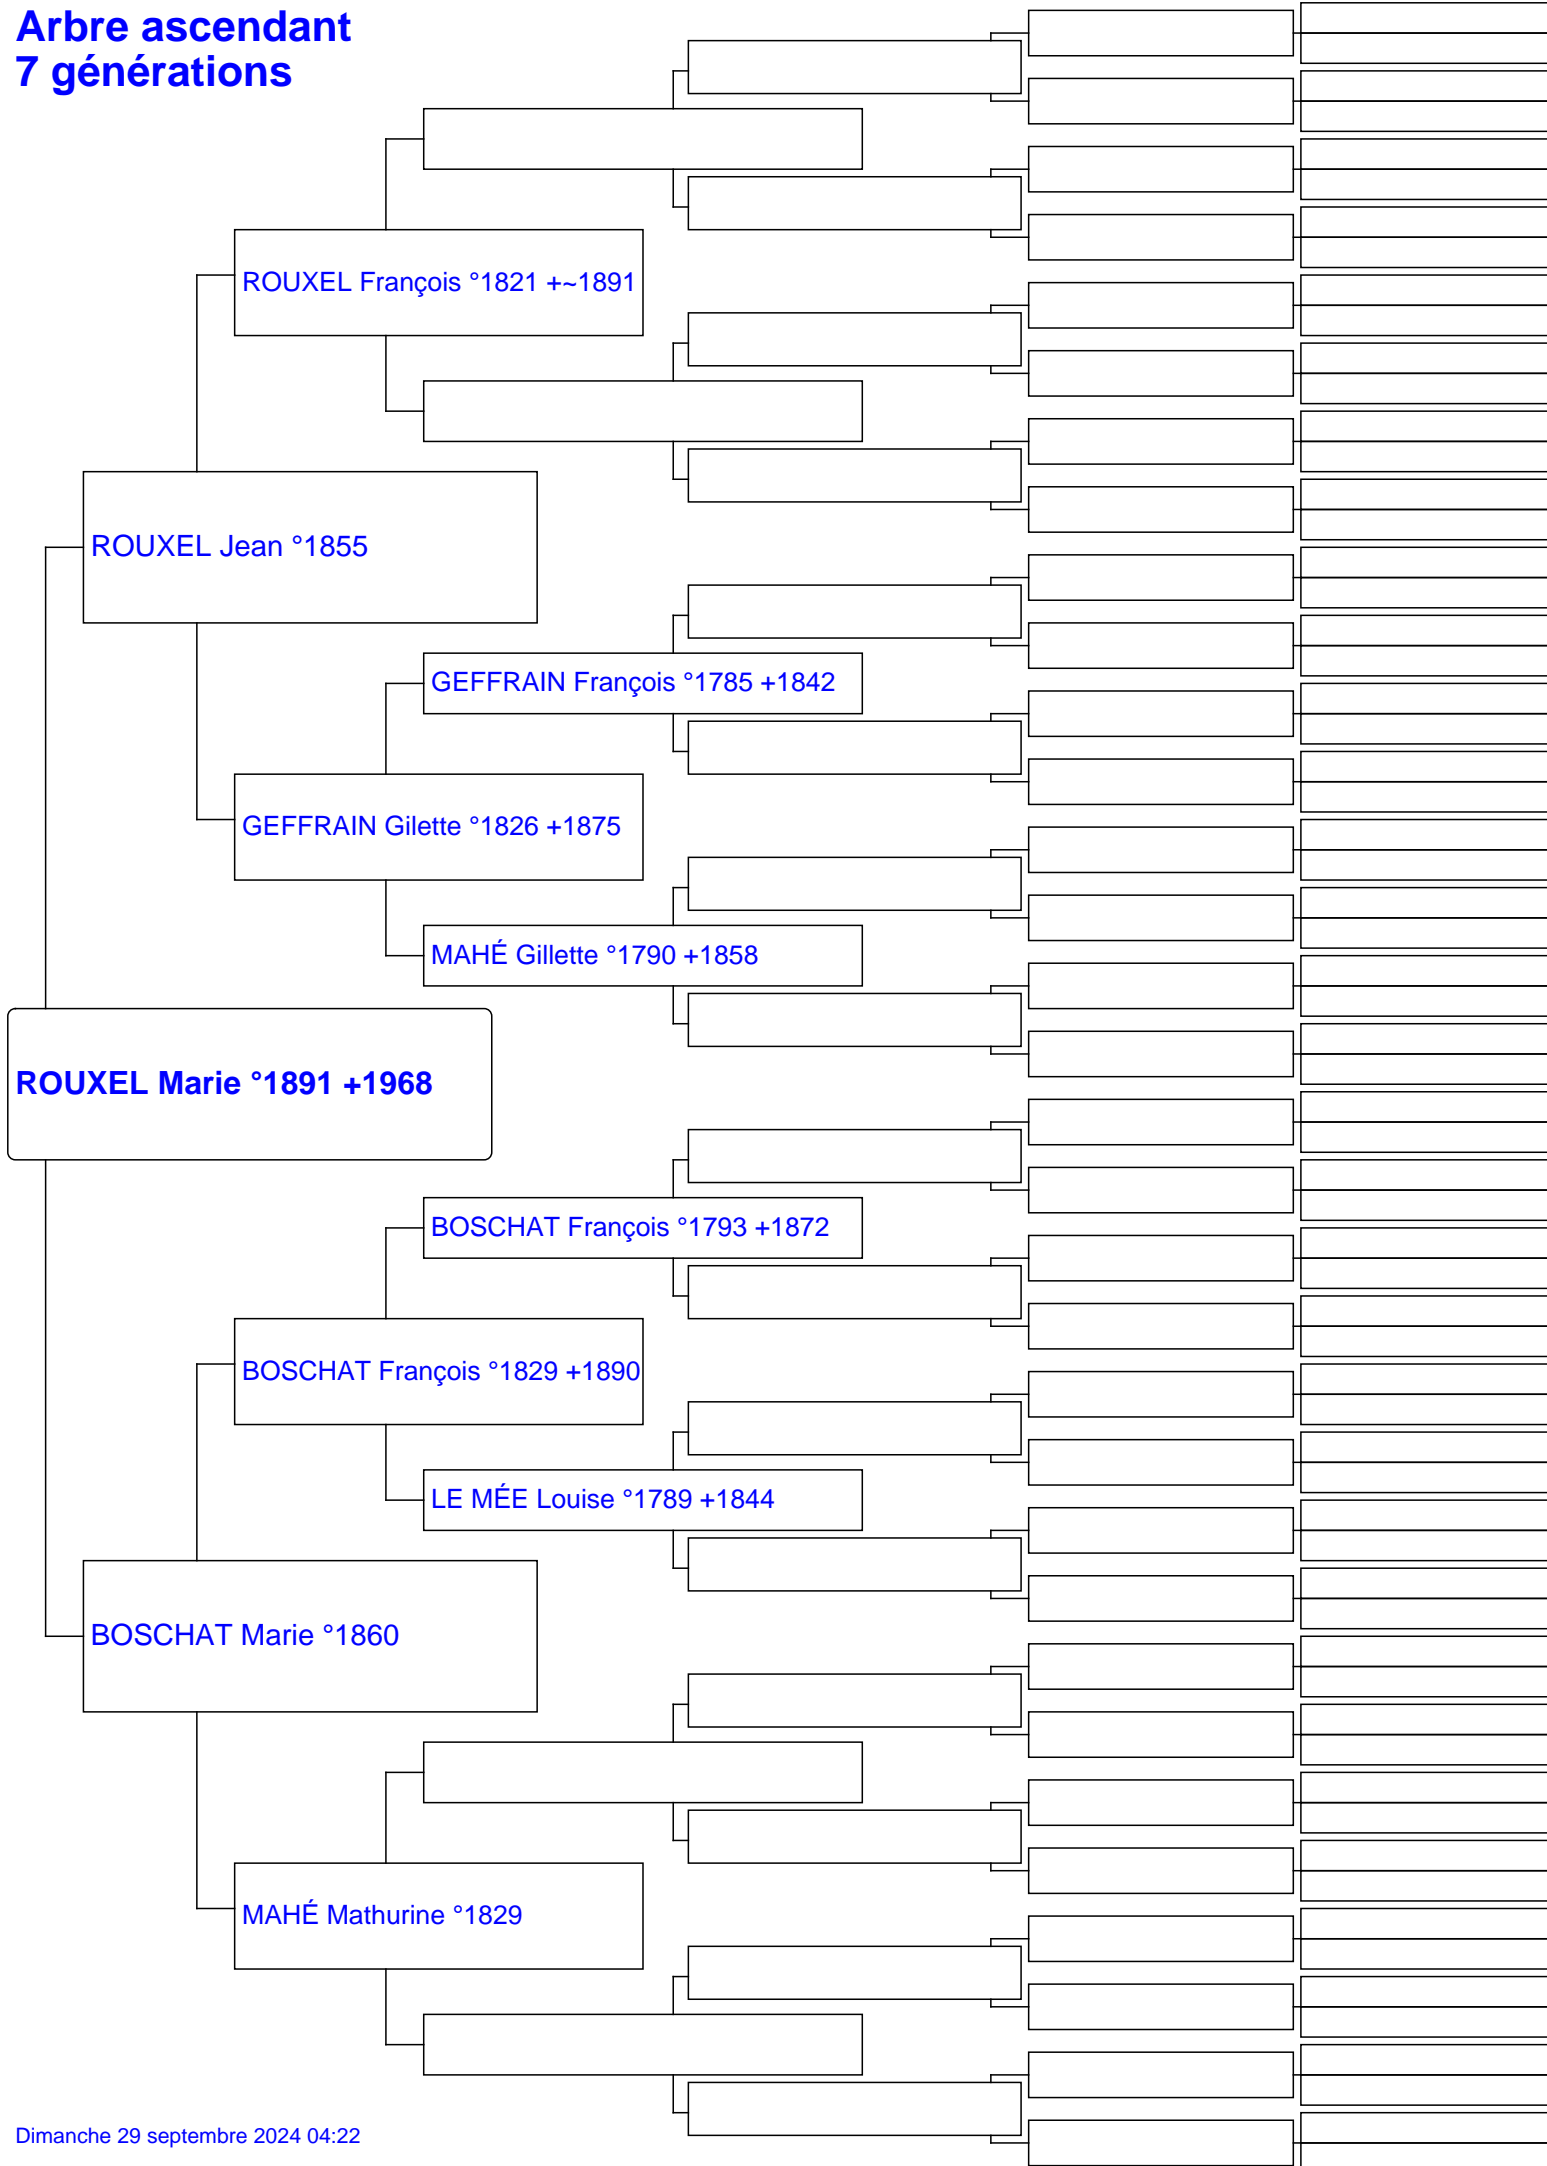 Arbre ascendant
7 générations
ROUXEL François °1821 +~1891
ROUXEL Jean °1855
GEFFRAIN François °1785 +1842
GEFFRAIN Gilette °1826 +1875
MAHÉ Gillette °1790 +1858
ROUXEL Marie °1891 +1968
BOSCHAT François °1793 +1872
BOSCHAT François °1829 +1890
LE MÉE Louise °1789 +1844
BOSCHAT Marie °1860
MAHÉ Mathurine °1829
Dimanche 29 septembre 2024 04:22